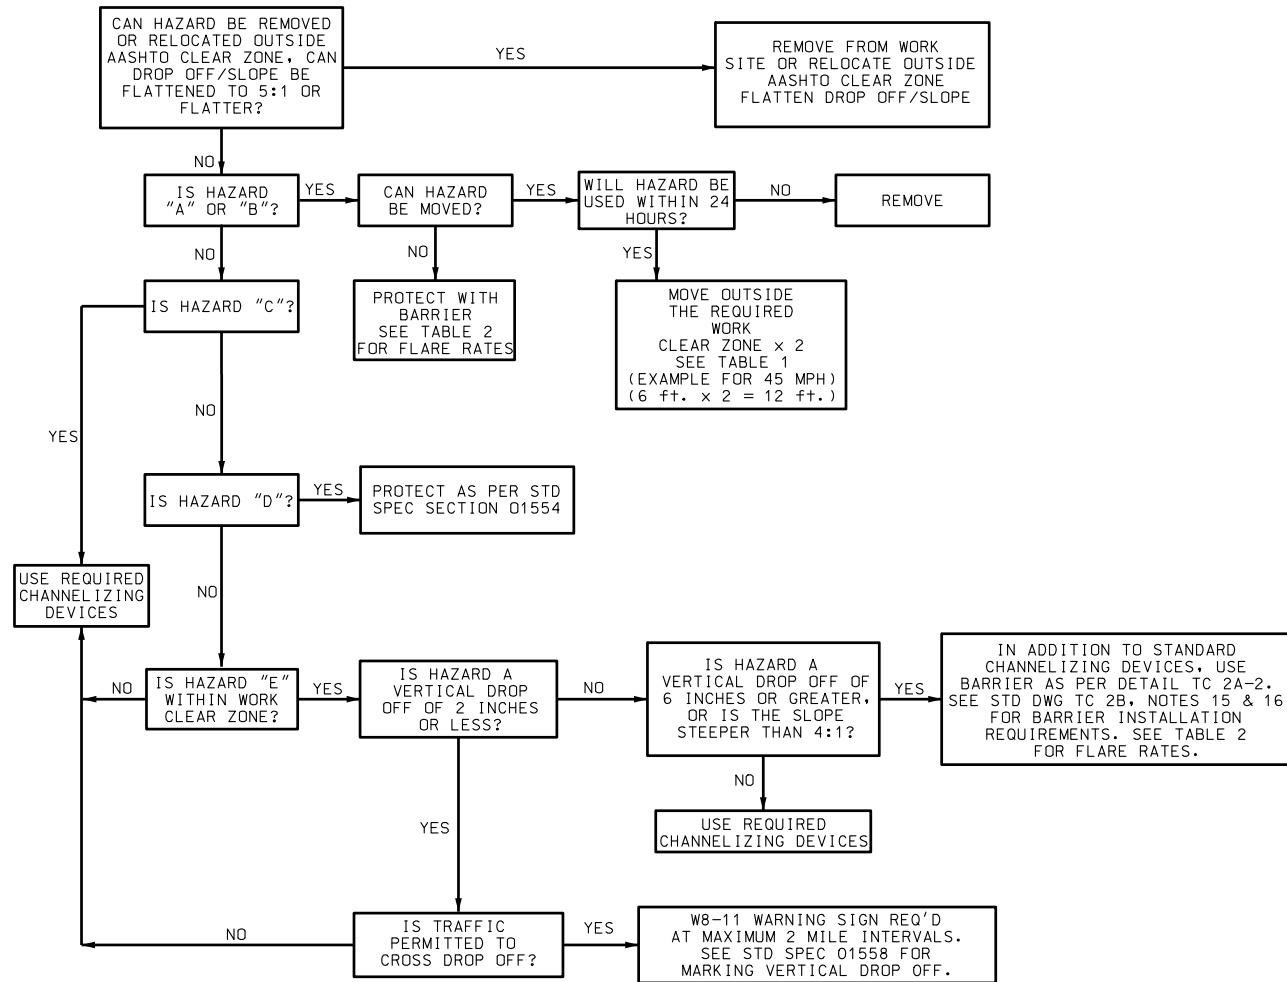 CAN HAZARD BE REMOVED
OR RELOCATED OUTSIDE
AASHTO CLEAR ZONE, CAN
DROP OFF/SLOPE BE
FLATTENED TO 5:1 OR
FLATTER?
YES
REMOVE FROM WORK
SITE OR RELOCATE OUTSIDE
AASHTO CLEAR ZONE
FLATTEN DROP OFF/SLOPE
NO
IS HAZARD
"A" OR "B"?
YES
CAN HAZARD
BE MOVED?
YES
WILL HAZARD BE
USED WITHIN 24
HOURS?
NO
REMOVE
NO
NO
YES
IS HAZARD "C"?
PROTECT WITH
BARRIER
SEE TABLE 2
FOR FLARE RATES
MOVE OUTSIDE
THE REQUIRED
WORK
CLEAR ZONE x 2
SEE TABLE 1
(EXAMPLE FOR 45 MPH)
(6 ft. x 2 = 12 ft.)
YES
NO
IS HAZARD "D"?
YES
PROTECT AS PER STD
SPEC SECTION 01554
USE REQUIRED
CHANNELIZING
DEVICES
NO
NO
IS HAZARD "E"
WITHIN WORK
CLEAR ZONE?
YES
IS HAZARD A
VERTICAL DROP
OFF OF 2 INCHES
OR LESS?
NO
IS HAZARD A
VERTICAL DROP OFF OF
6 INCHES OR GREATER,
OR IS THE SLOPE
STEEPER THAN 4:1?
YES
IN ADDITION TO STANDARD
CHANNELIZING DEVICES, USE
BARRIER AS PER DETAIL TC 2A-2.
SEE STD DWG TC 2B, NOTES 15 & 16
FOR BARRIER INSTALLATION
REQUIREMENTS. SEE TABLE 2
FOR FLARE RATES.
NO
YES
USE REQUIRED
CHANNELIZING DEVICES
NO
IS TRAFFIC
PERMITTED TO
CROSS DROP OFF?
YES
W8-11 WARNING SIGN REQ'D
AT MAXIMUM 2 MILE INTERVALS.
SEE STD SPEC 01558 FOR
MARKING VERTICAL DROP OFF.